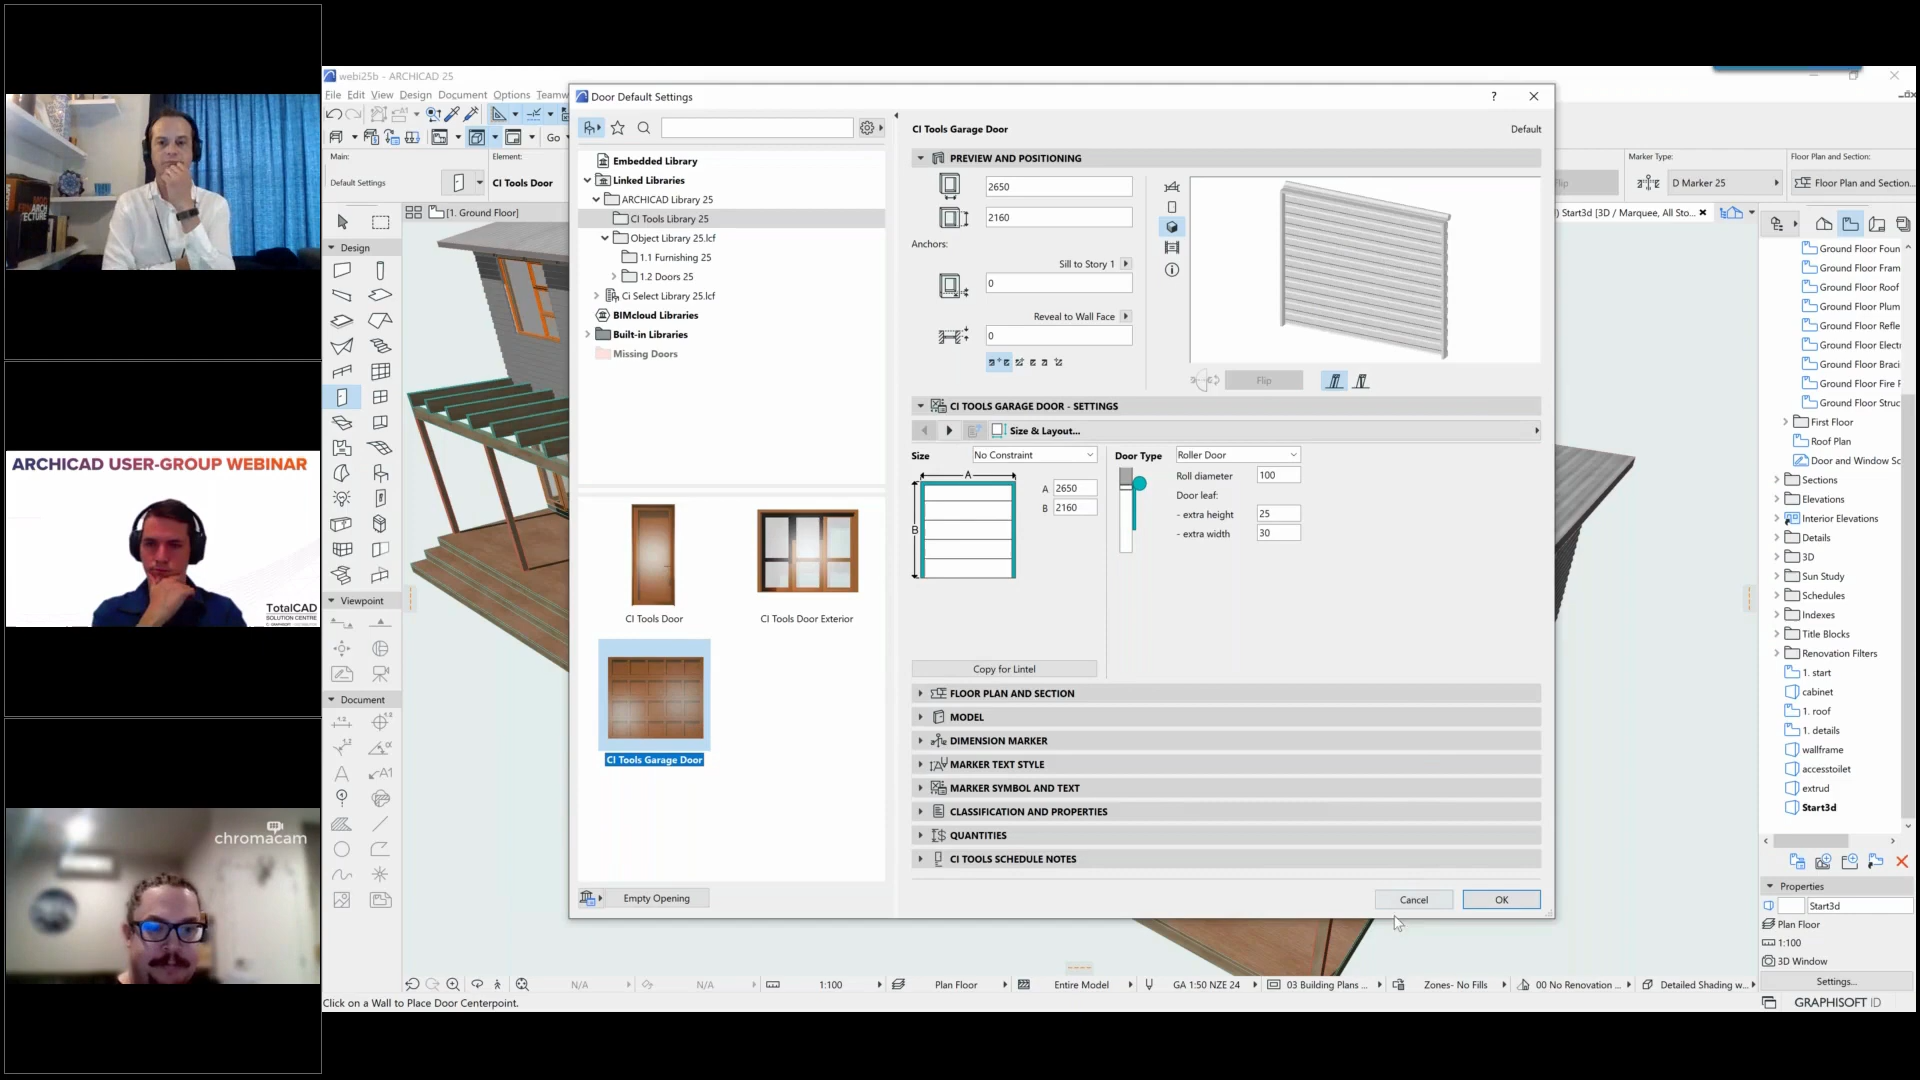 ARCHICAD USER-GROUP WEBINAR
TotalCAD
SOLUTION CENTRE
chromacam
webi25b - ARCHICAD 25
File Edit View Design Document Options Teamw
Go
Main:
Default Settings
Element:
CI Tools Door
[1. Ground Floor]
Design
Viewpoint
Document
Door Default Settings
?
Embedded Library
Linked Libraries
ARCHICAD Library 25
CI Tools Library 25
Object Library 25.lcf
1.1 Furnishing 25
1.2 Doors 25
Ci Select Library 25.lcf
BIMcloud Libraries
Built-in Libraries
Missing Doors
CI Tools Door
CI Tools Door Exterior
CI Tools Garage Door
Empty Opening
CI Tools Garage Door
Default
PREVIEW AND POSITIONING
2650
2160
Anchors:
Sill to Story 1
0
Reveal to Wall Face
0
Flip
CI TOOLS GARAGE DOOR - SETTINGS
Size & Layout...
Size
No Constraint
A
B
A 2650
B 2160
Copy for Lintel
Door Type
Roller Door
Roll diameter 100
Door leaf:
- extra height 25
- extra width 30
FLOOR PLAN AND SECTION
MODEL
DIMENSION MARKER
MARKER TEXT STYLE
MARKER SYMBOL AND TEXT
CLASSIFICATION AND PROPERTIES
QUANTITIES
CI TOOLS SCHEDULE NOTES
Cancel
OK
Flip
Marker Type:
D Marker 25
Floor Plan and Section:
Floor Plan and Section...
) Start3d [3D / Marquee, All Sto...
Ground Floor Foun
Ground Floor Fram
Ground Floor Roof
Ground Floor Plum
Ground Floor Refle
Ground Floor Electr
Ground Floor Braci
Ground Floor Fire F
Ground Floor Struc
First Floor
Roof Plan
Door and Window Sc
Sections
Elevations
Interior Elevations
Details
3D
Sun Study
Schedules
Indexes
Title Blocks
Renovation Filters
1. start
cabinet
1. roof
1. details
wallframe
accesstoilet
extrud
Start3d
Properties
Start3d
Plan Floor
1:100
3D Window
Settings...
GRAPHISOFT ID
N/A
N/A
1:100
Plan Floor
Entire Model
GA 1:50 NZE 24
03 Building Plans ...
Zones- No Fills
00 No Renovation ...
Detailed Shading w...
Click on a Wall to Place Door Centerpoint.